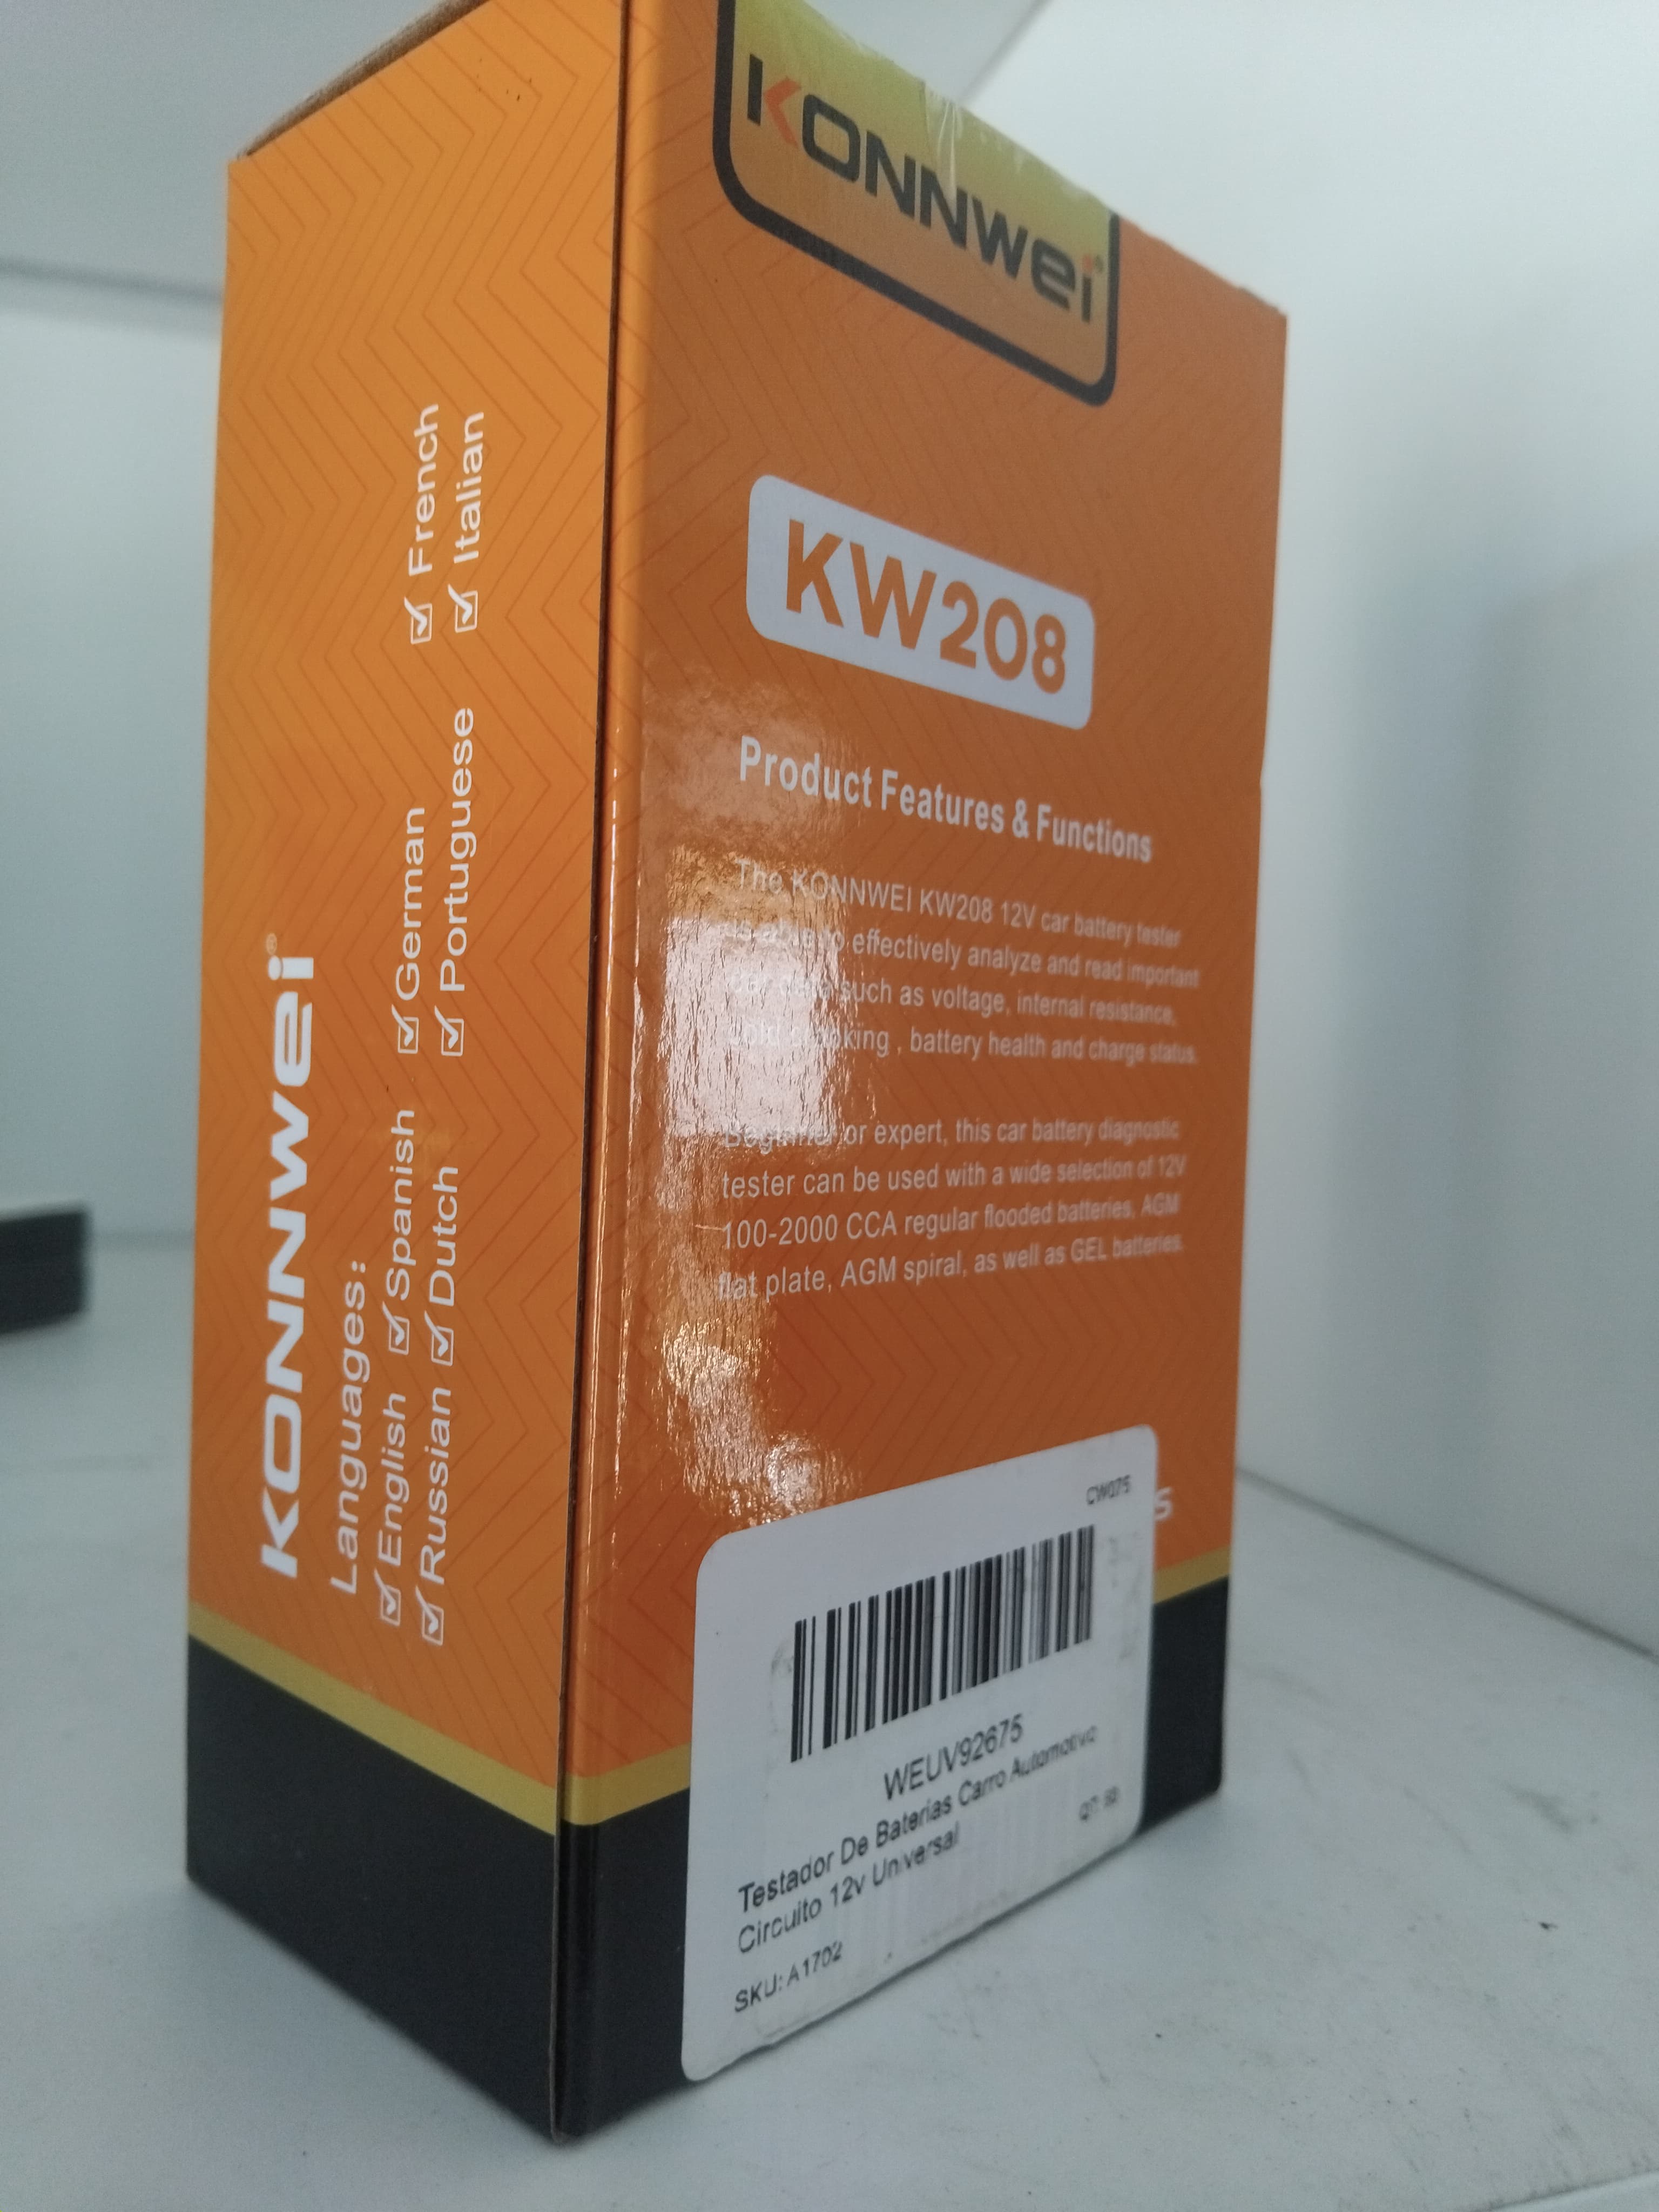 KONNWEI®
Languages:
English Spanish German French
Russian Dutch Portuguese Italian
KONNWEI®
KW208
Product Features & Functions
The KONNWEI KW208 12V car battery tester
effectively analyze and read important
such as voltage, internal resistance,
, battery health and charge status.
Beginner or expert, this car battery diagnostic
tester can be used with a wide selection of 12V
100-2000 CCA regular flooded batteries, AGM
flat plate, AGM spiral, as well as GEL batteries.
s
CW075
WEUV92675
Testador De Baterias Carro Automotivo
Circuito 12v Universal
SKU: A1702